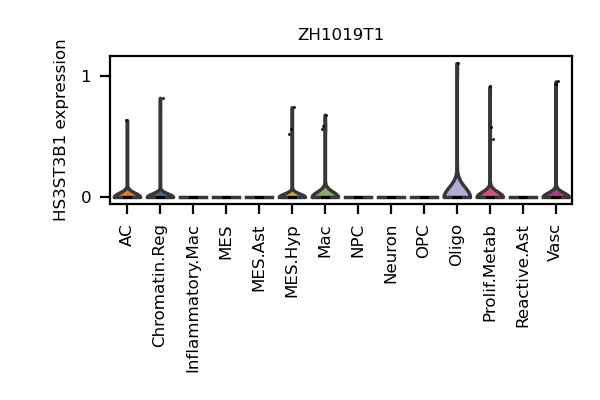 ZH1019T1
HS3ST3B1 expression
1
0
AC
Chromatin.Reg
Inflammatory.Mac
MES
MES.Ast
MES.Hyp
Mac
NPC
Neuron
OPC
Oligo
Prolif.Metab
Reactive.Ast
Vasc